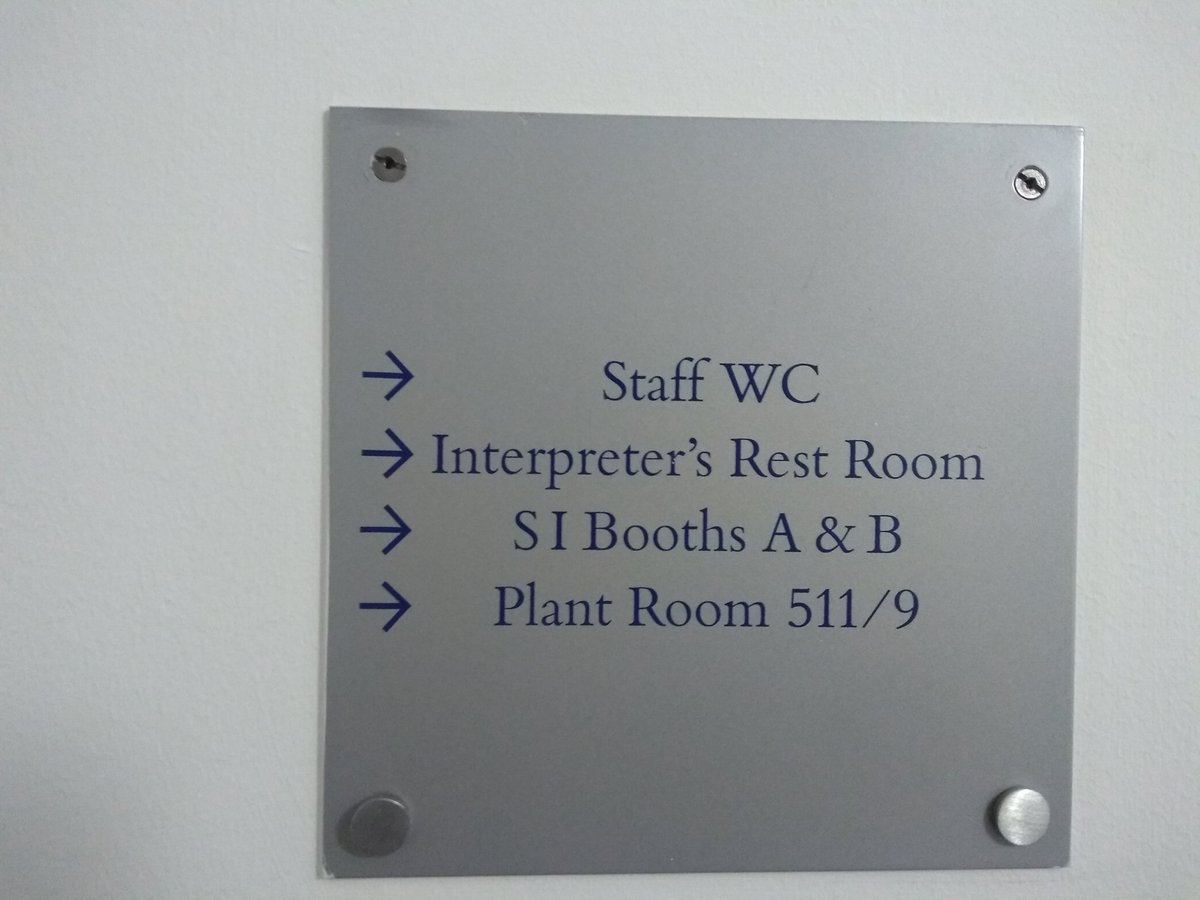 → Staff WC
→ Interpreter’s Rest Room
→ S I Booths A & B
→ Plant Room 511/9